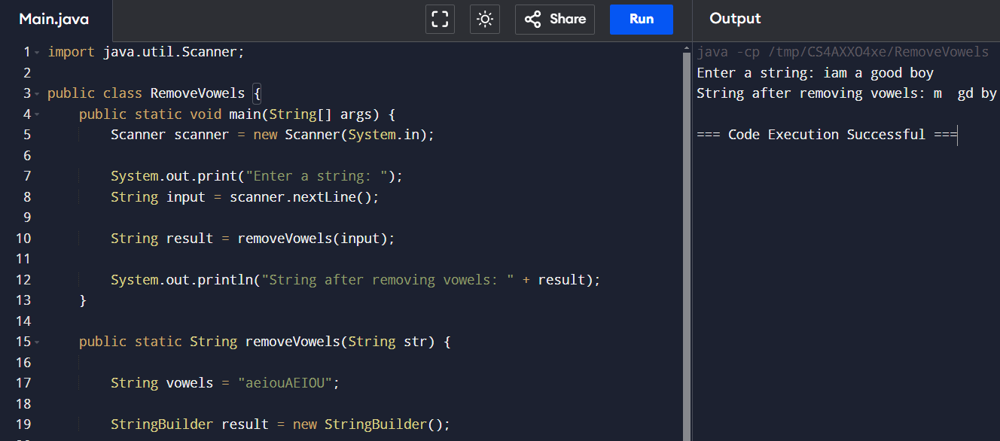 Main.java
Share
Run
Output
1 import java.util.Scanner;
2
3 public class RemoveVowels {
4     public static void main(String[] args) {
5         Scanner scanner = new Scanner(System.in);
6
7         System.out.print("Enter a string: ");
8         String input = scanner.nextLine();
9
10         String result = removeVowels(input);
11
12         System.out.println("String after removing vowels: " + result);
13     }
14
15     public static String removeVowels(String str) {
16
17         String vowels = "aeiouAEIOU";
18
19         StringBuilder result = new StringBuilder();
java -cp /tmp/CS4AXXO4xe/RemoveVowels
Enter a string: iam a good boy
String after removing vowels: m  gd by
=== Code Execution Successful ===